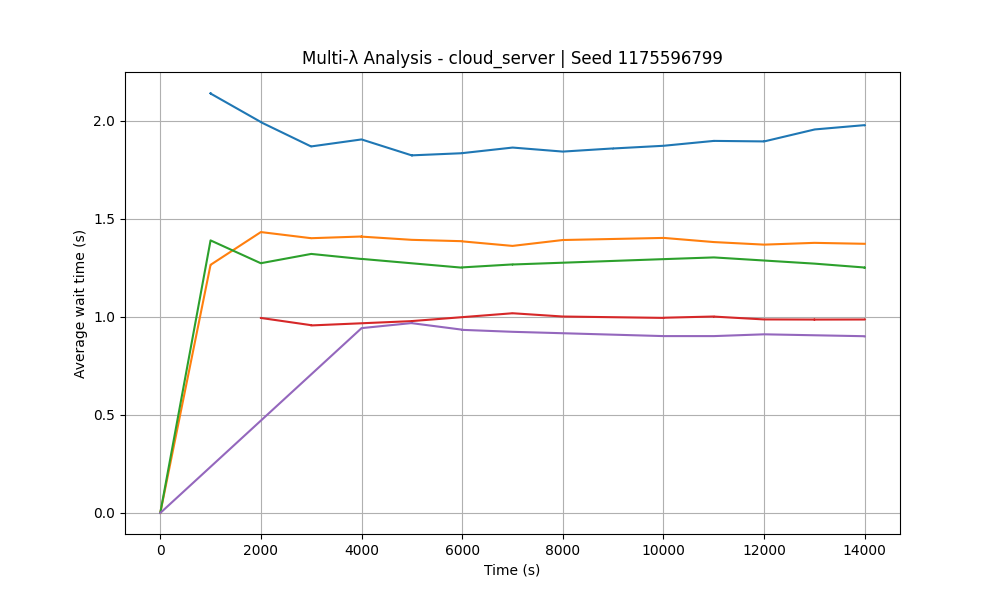 Multi-λ Analysis - cloud_server | Seed 1175596799
Average wait time (s)
2.0
1.5
1.0
0.5
0.0
0 2000 4000 6000 8000 10000 12000 14000
Time (s)